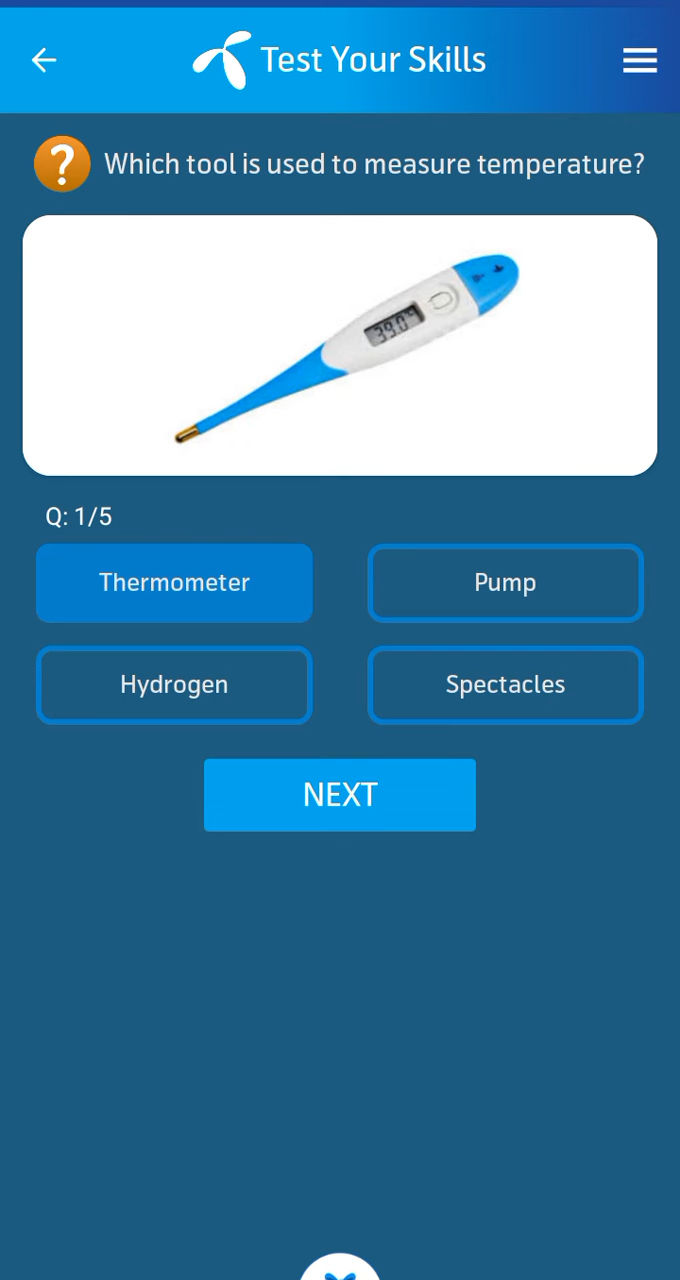 Test Your Skills
Which tool is used to measure temperature?
39.0°C
Q: 1/5
Thermometer
Pump
Hydrogen
Spectacles
NEXT